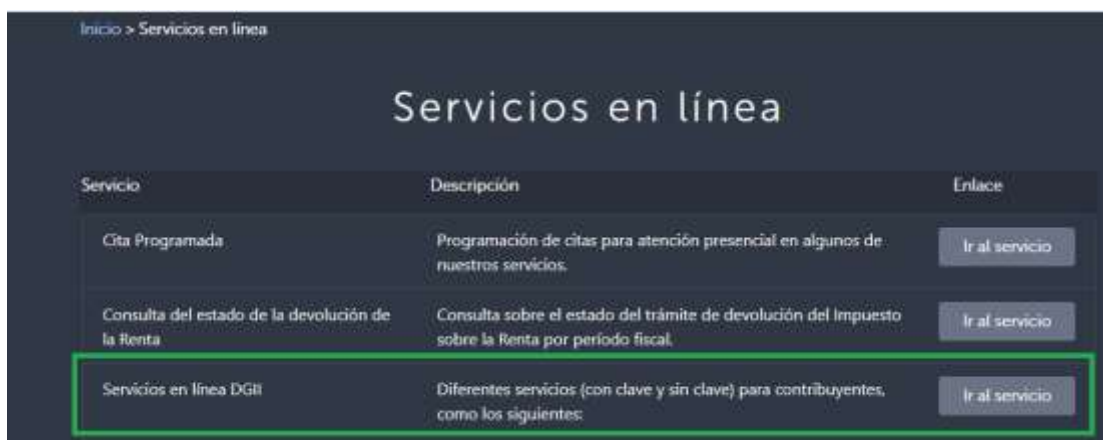 Inicio > Servicios en línea
Servicios en línea
Servicio Descripción Enlace
Cita Programada Programación de citas para atención presencial en algunos de
nuestros servicios. Ir al servicio
Consulta del estado de la devolución de Consulta sobre el estado del trámite de devolución del Impuesto
la Renta sobre la Renta por período fiscal. Ir al servicio
Servicios en línea DGII Diferentes servicios (con clave y sin clave) para contribuyentes,
como los siguientes: Ir al servicio